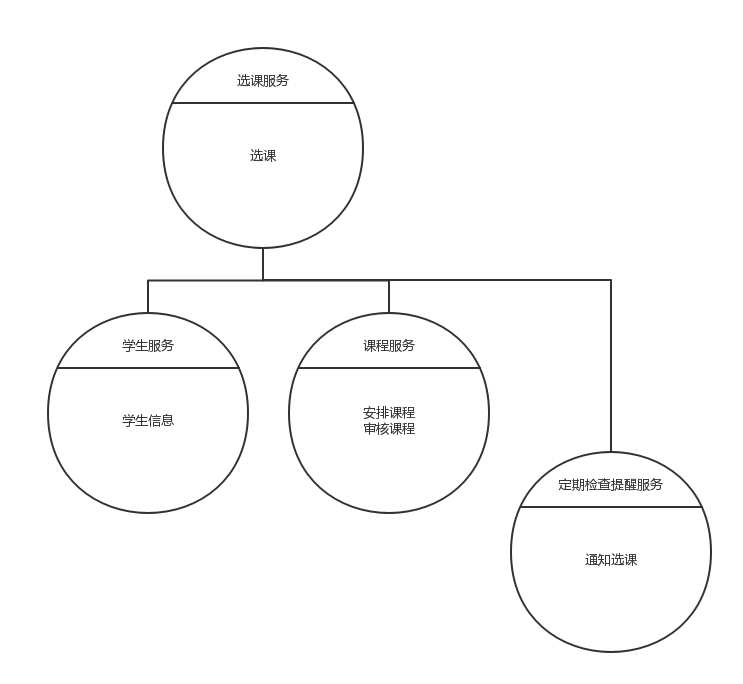 选课服务
选课
学生服务
学生信息
课程服务
安排课程
审核课程
定期检查提醒服务
通知选课